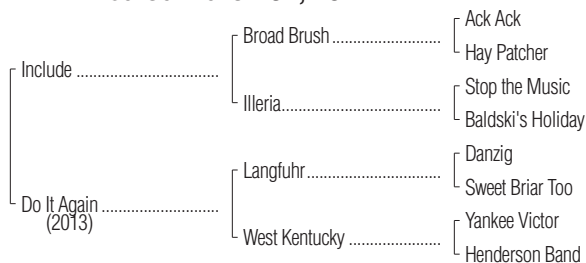 Broad Brush
Ack Ack
Hay Patcher
Include
Illeria
Stop the Music
Baldski's Holiday
Langfuhr
Danzig
Sweet Briar Too
Do It Again
(2013)
West Kentucky
Yankee Victor
Henderson Band